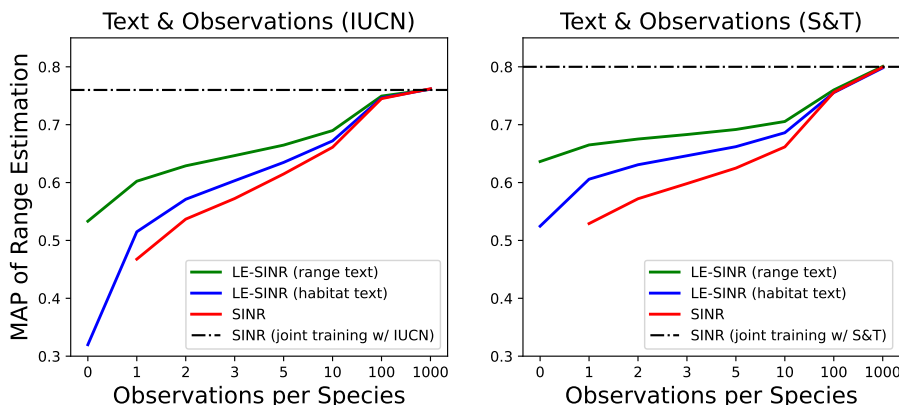 Text & Observations (IUCN)
MAP of Range Estimation
0.8
0.7
0.6
0.5
0.4
0.3
LE-SINR (range text)
LE-SINR (habitat text)
SINR
SINR (joint training w/ IUCN)
0 1 2 3 5 10 100 1000
Observations per Species
Text & Observations (S&T)
0.8
0.7
0.6
0.5
0.4
0.3
LE-SINR (range text)
LE-SINR (habitat text)
SINR
SINR (joint training w/ S&T)
0 1 2 3 5 10 100 1000
Observations per Species